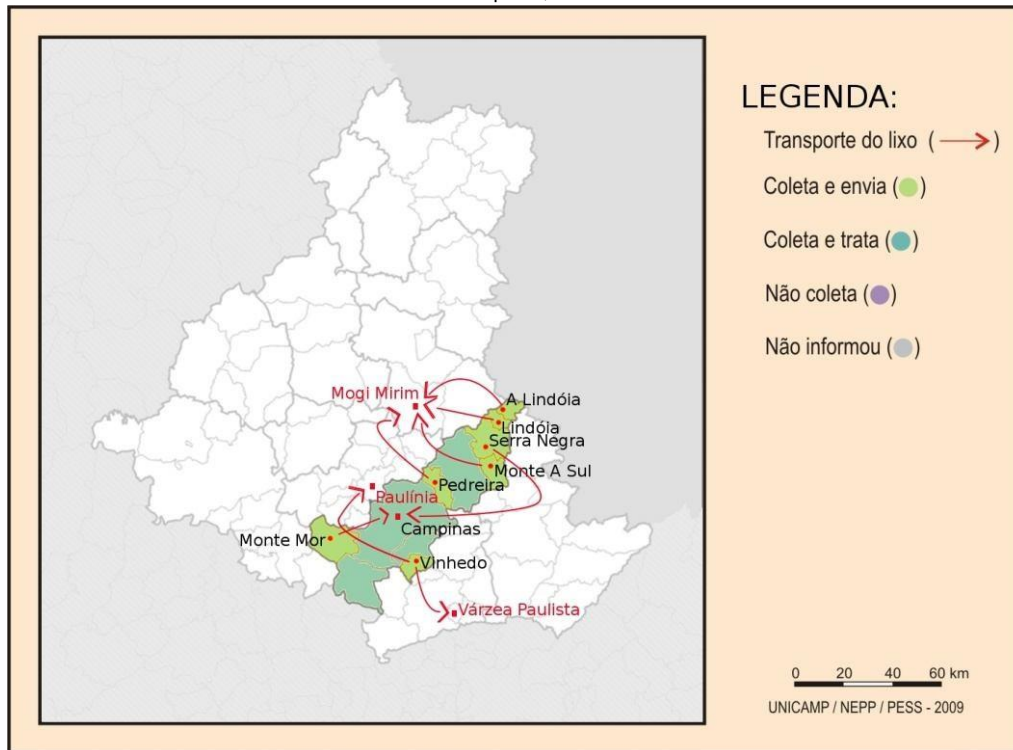 LEGENDA:
Transporte do lixo ( )
Coleta e envia ( )
Coleta e trata ( )
Não coleta ( )
Não informou ( )
Mogi Mirim
A Lindóia
Lindóia
Serra Negra
Monte A Sul
Pedreira
Paulínia
Campinas
Monte Mor
Vinhedo
Várzea Paulista
0 20 40 60 km
UNICAMP / NEPP / PESS - 2009